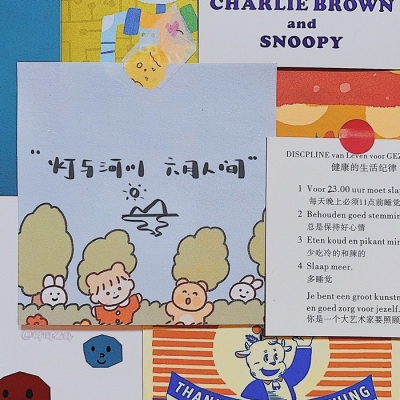 CHARLIE BROWN
and
SNOOPY
“灯与河川 六月人间”
DISCPLINE van Leven voor GEZ
健康的生活纪律
1 Voor 23.00 uur moet slap
每天晚上必须11点前睡觉
2 Behouden goed stemmin
总是保持好心情
3 Eten koud en pikant min
少吃冷的和辣的
4 Slaap meer.
多睡觉
Je bent een groot kunstn
en goed zorg voor jezelf.
你是一个大艺术家要照顾
THAN
HING